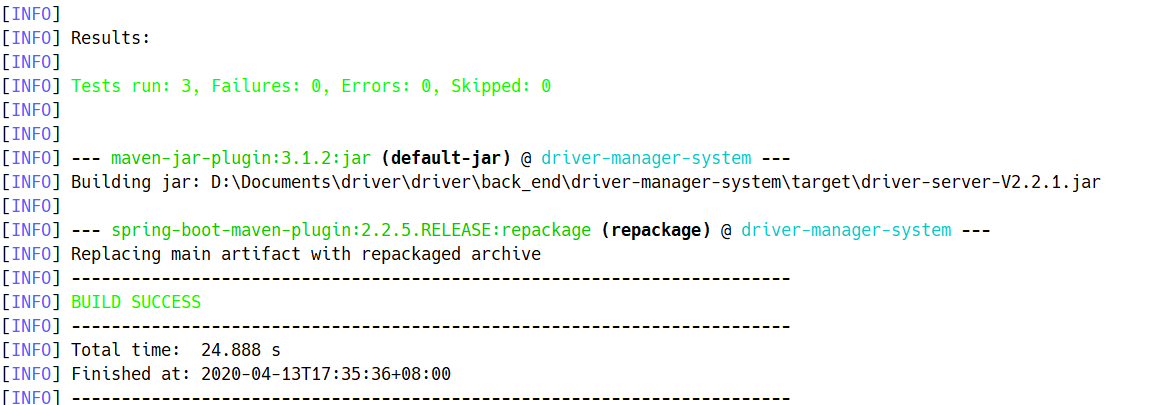 [INFO]
[INFO] Results:
[INFO]
[INFO] Tests run: 3, Failures: 0, Errors: 0, Skipped: 0
[INFO]
[INFO]
[INFO] --- maven-jar-plugin:3.1.2:jar (default-jar) @ driver-manager-system ---
[INFO] Building jar: D:\Documents\driver\driver\back_end\driver-manager-system\target\driver-server-V2.2.1.jar
[INFO]
[INFO] --- spring-boot-maven-plugin:2.2.5.RELEASE:repackage (repackage) @ driver-manager-system ---
[INFO] Replacing main artifact with repackaged archive
[INFO] ------------------------------------------------------------------------
[INFO] BUILD SUCCESS
[INFO] ------------------------------------------------------------------------
[INFO] Total time:  24.888 s
[INFO] Finished at: 2020-04-13T17:35:36+08:00
[INFO] ------------------------------------------------------------------------